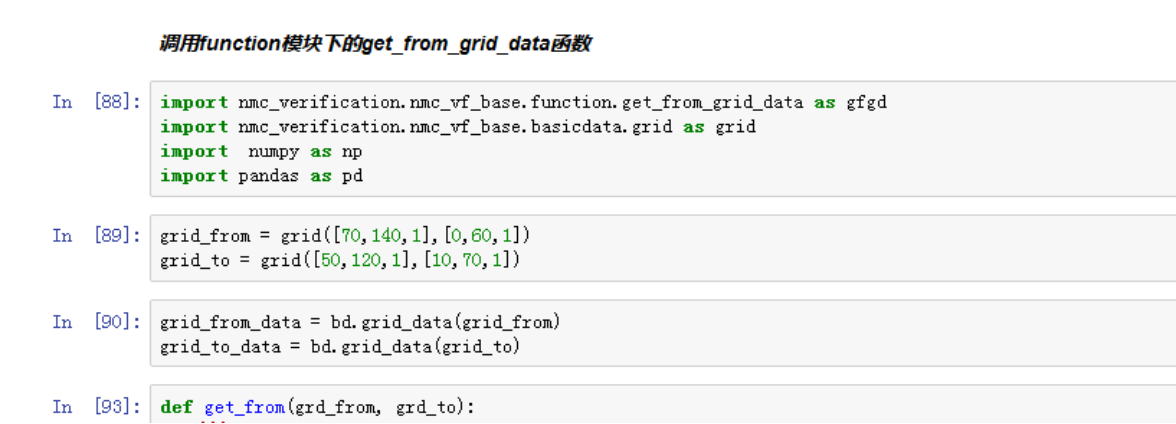 调用function模块下的get_from_grid_data函数
In [88]: import nmc_verification.nmc_vf_base.function.get_from_grid_data as gfgd
import nmc_verification.nmc_vf_base.basicdata.grid as grid
import  numpy as np
import pandas as pd
In [89]: grid_from = grid([70,140,1],[0,60,1])
grid_to = grid([50,120,1],[10,70,1])
In [90]: grid_from_data = bd.grid_data(grid_from)
grid_to_data = bd.grid_data(grid_to)
In [93]: def get_from(grd_from, grd_to):